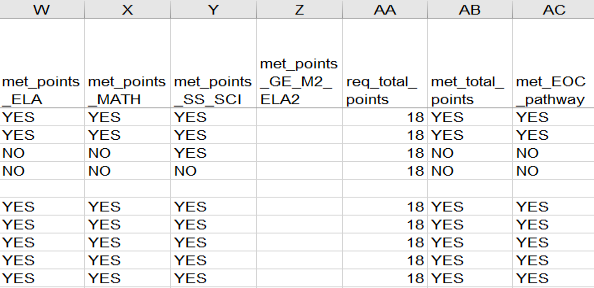 W X Y Z AA AB AC
met_points_ELA met_points_MATH met_points_SS_SCI met_points_GE_M2_ELA2 req_total_points met_total_points met_EOC_pathway
YES YES YES 18 YES YES
YES YES YES 18 YES YES
NO NO YES 18 NO NO
NO NO NO 18 NO NO
YES YES YES 18 YES YES
YES YES YES 18 YES YES
YES YES YES 18 YES YES
YES YES YES 18 YES YES
YES YES YES 18 YES YES